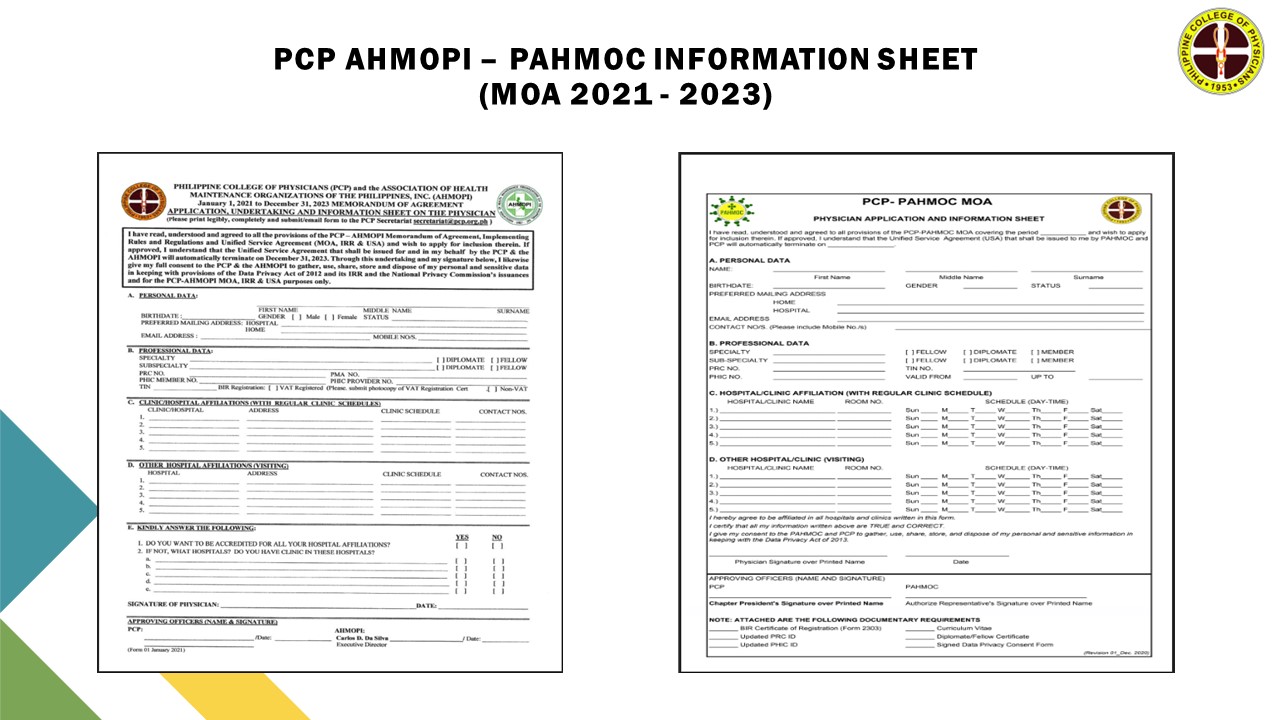 PCP AHMOPI – PAHMOC INFORMATION SHEET
(MOA 2021 - 2023)
PHILIPPINE COLLEGE OF PHYSICIANS
1953
PHILIPPINE COLLEGE OF PHYSICIANS (PCP) and the ASSOCIATION OF HEALTH
MAINTENANCE ORGANIZATIONS OF THE PHILIPPINES, INC. (AHMOPI)
January 1, 2021 to December 31, 2023 MEMORANDUM OF AGREEMENT
APPLICATION, UNDERTAKING AND INFORMATION SHEET ON THE PHYSICIAN
(Please print legibly, completely and submit/email form to the PCP Secretariat secretariat@pcp.org.ph )
AHMOPI
I have read, understood and agreed to all the provisions of the PCP – AHMOPI Memorandum of Agreement, Implementing
Rules and Regulations and Unified Service Agreement (MOA, IRR & USA) and wish to apply for inclusion therein. If
approved, I understand that the Unified Service Agreement that shall be issued for and in my behalf by the PCP & the
AHMOPI will automatically terminate on December 31, 2023. Through this undertaking and my signature below, I likewise
give my full consent to the PCP & the AHMOPI to gather, use, share, store and dispose of my personal and sensitive data
in keeping with provisions of the Data Privacy Act of 2012 and its IRR and the National Privacy Commission's issuances
and for the PCP-AHMOPI MOA, IRR & USA purposes only.
A. PERSONAL DATA:
FIRST NAME MIDDLE NAME SURNAME
BIRTHDATE : GENDER [ ] Male [ ] Female STATUS
PREFERRED MAILING ADDRESS: HOSPITAL
HOME
EMAIL ADDRESS : MOBILE NO/S.
B. PROFESSIONAL DATA:
SPECIALTY [ ] DIPLOMATE [ ] FELLOW
SUBSPECIALTY [ ] DIPLOMATE [ ] FELLOW
PRC NO. PMA NO.
PHIC MEMBER NO. PHIC PROVIDER NO.
TIN BIR Registration: [ ] VAT Registered (Please, submit photocopy of VAT Registration Cert [ ] Non-VAT
C. CLINIC/HOSPITAL AFFILIATIONS (WITH REGULAR CLINIC SCHEDULES)
CLINIC/HOSPITAL ADDRESS CLINIC SCHEDULE CONTACT NOS.
1.
2.
3.
4.
5.
D. OTHER HOSPITAL AFFILIATION/S (VISITING)
HOSPITAL ADDRESS CLINIC SCHEDULE CONTACT NOS.
1.
2.
3.
4.
5.
E. KINDLY ANSWER THE FOLLOWING:
YES NO
1. DO YOU WANT TO BE ACCREDITED FOR ALL YOUR HOSPITAL AFFILIATIONS? [ ] [ ]
2. IF NOT, WHAT HOSPITALS? DO YOU HAVE CLINIC IN THESE HOSPITALS?
a. [ ] [ ]
b. [ ] [ ]
c. [ ] [ ]
d. [ ] [ ]
e. [ ] [ ]
SIGNATURE OF PHYSICIAN: DATE:
APPROVING OFFICERS (NAME & SIGNATURE)
PCP: AHMOPI:
/Date: Carlos D. Da Silva / Date:
Executive Director
(Form 01 January 2021)
PCP- PAHMOC MOA
PAHMOC
PHYSICIAN APPLICATION AND INFORMATION SHEET
I have read, understood and agreed to all provisions of the PCP-PAHMOC MOA covering the period ____________ and wish to apply
for inclusion therein. If approved, I understand that the Unified Service Agreement (USA) that shall be issued to me by PAHMOC and
PCP will automatically terminate on ____________.
A. PERSONAL DATA
NAME:
First Name Middle Name Surname
BIRTHDATE: GENDER STATUS
PREFERRED MAILING ADDRESS
HOME
HOSPITAL
EMAIL ADDRESS
CONTACT NO/S. (Please include Mobile No./s)
B. PROFESSIONAL DATA
SPECIALTY [ ] FELLOW [ ] DIPLOMATE [ ] MEMBER
SUB-SPECIALTY [ ] FELLOW [ ] DIPLOMATE [ ] MEMBER
PRC NO. TIN NO.
PHIC NO. VALID FROM UP TO
C. HOSPITAL/CLINIC AFFILIATION (WITH REGULAR CLINIC SCHEDULE)
HOSPITAL/CLINIC NAME ROOM NO. SCHEDULE (DAY-TIME)
1.) Sun M T W Th F Sat
2.) Sun M T W Th F Sat
3.) Sun M T W Th F Sat
4.) Sun M T W Th F Sat
5.) Sun M T W Th F Sat
D. OTHER HOSPITAL/CLINIC (VISITING)
HOSPITAL/CLINIC NAME ROOM NO. SCHEDULE (DAY-TIME)
1.) Sun M T W Th F Sat
2.) Sun M T W Th F Sat
3.) Sun M T W Th F Sat
4.) Sun M T W Th F Sat
5.) Sun M T W Th F Sat
I hereby agree to be affiliated in all hospitals and clinics written in this form.
I certify that all my information written above are TRUE and CORRECT.
I give my consent to the PAHMOC and PCP to gather, use, share, store, and dispose of my personal and sensitive information in
keeping with the Data Privacy Act of 2013.
Physician Signature over Printed Name Date
APPROVING OFFICERS (NAME AND SIGNATURE)
PCP PAHMOC
Chapter President's Signature over Printed Name Authorize Representative's Signature over Printed Name
NOTE: ATTACHED ARE THE FOLLOWING DOCUMENTARY REQUIREMENTS
BIR Certificate of Registration (Form 2303) Curriculum Vitae
Updated PRC ID Diplomate/Fellow Certificate
Updated PHIC ID Signed Data Privacy Consent Form
(Revision 01_Dec. 2020)